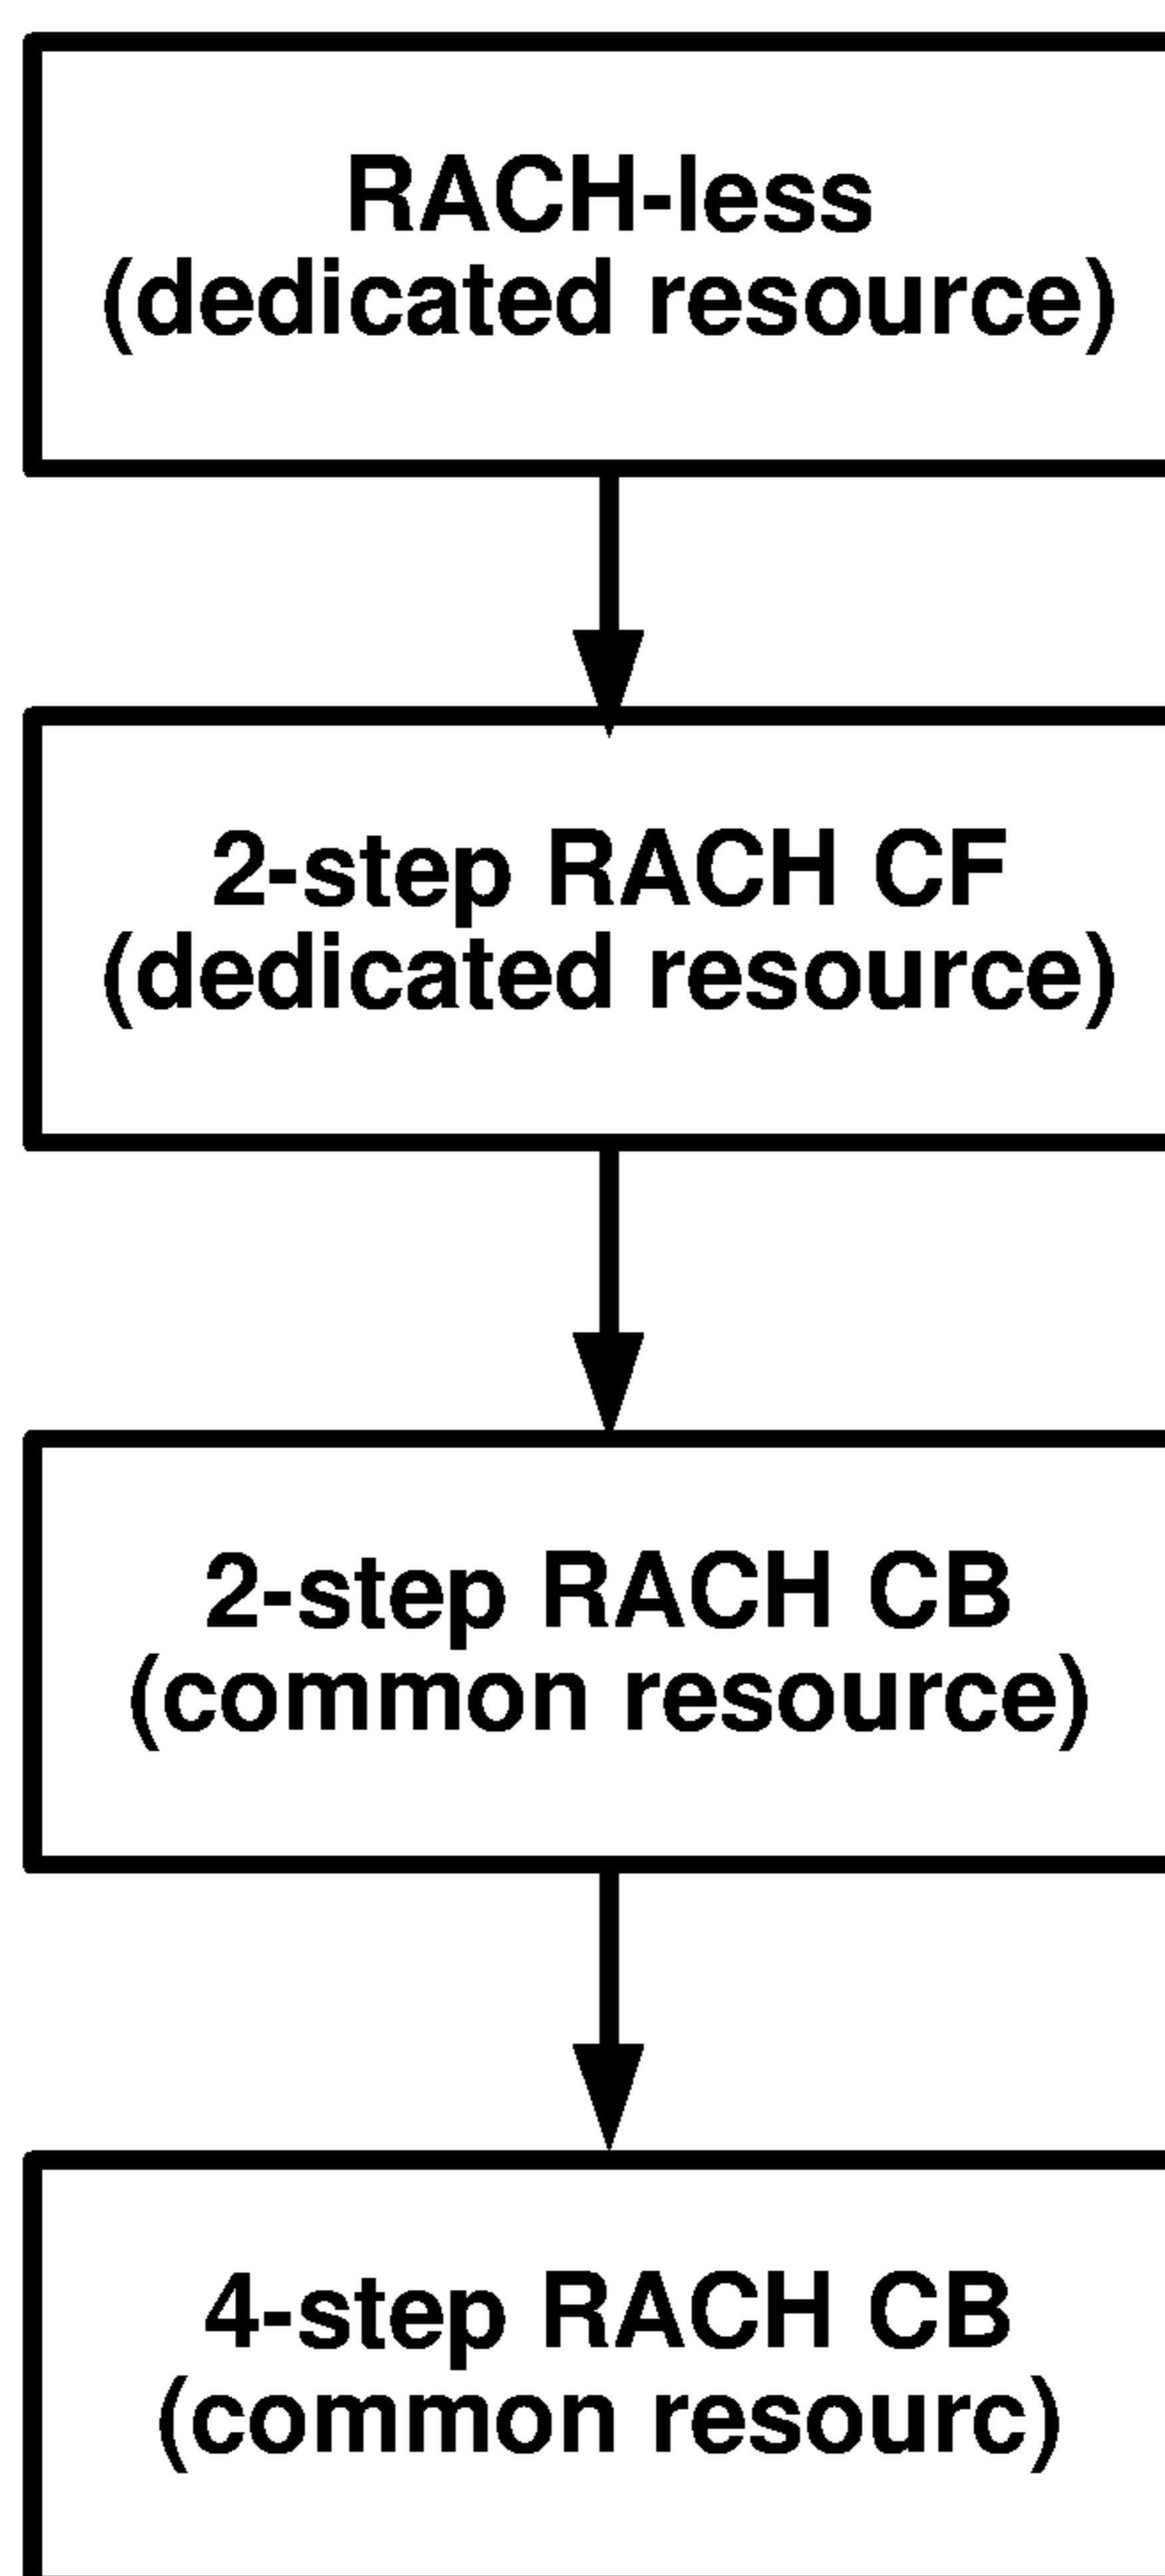 RACH-less
(dedicated resource)
2-step RACH CF
(dedicated resource)
2-step RACH CB
(common resource)
4-step RACH CB
(common resourc)